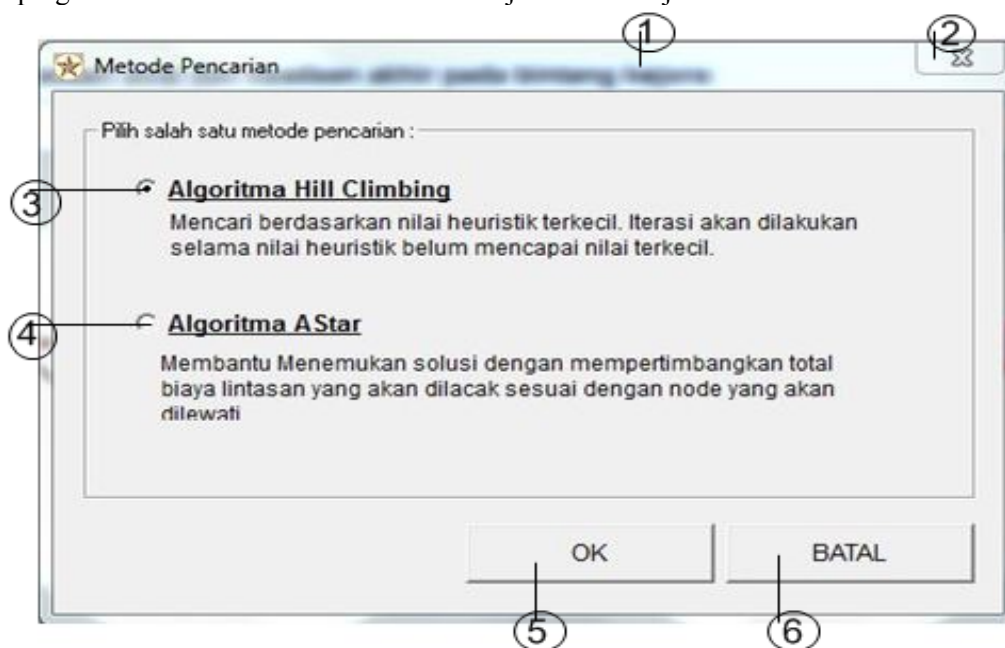 1 2
Metode Pencarian
Pilih salah satu metode pencarian :
3 Algoritma Hill Climbing
Mencari berdasarkan nilai heuristik terkecil. Iterasi akan dilakukan
selama nilai heuristik belum mencapai nilai terkecil.
4 Algoritma AStar
Membantu Menemukan solusi dengan mempertimbangkan total
biaya lintasan yang akan dilacak sesuai dengan node yang akan
dilewati
OK BATAL
5 6